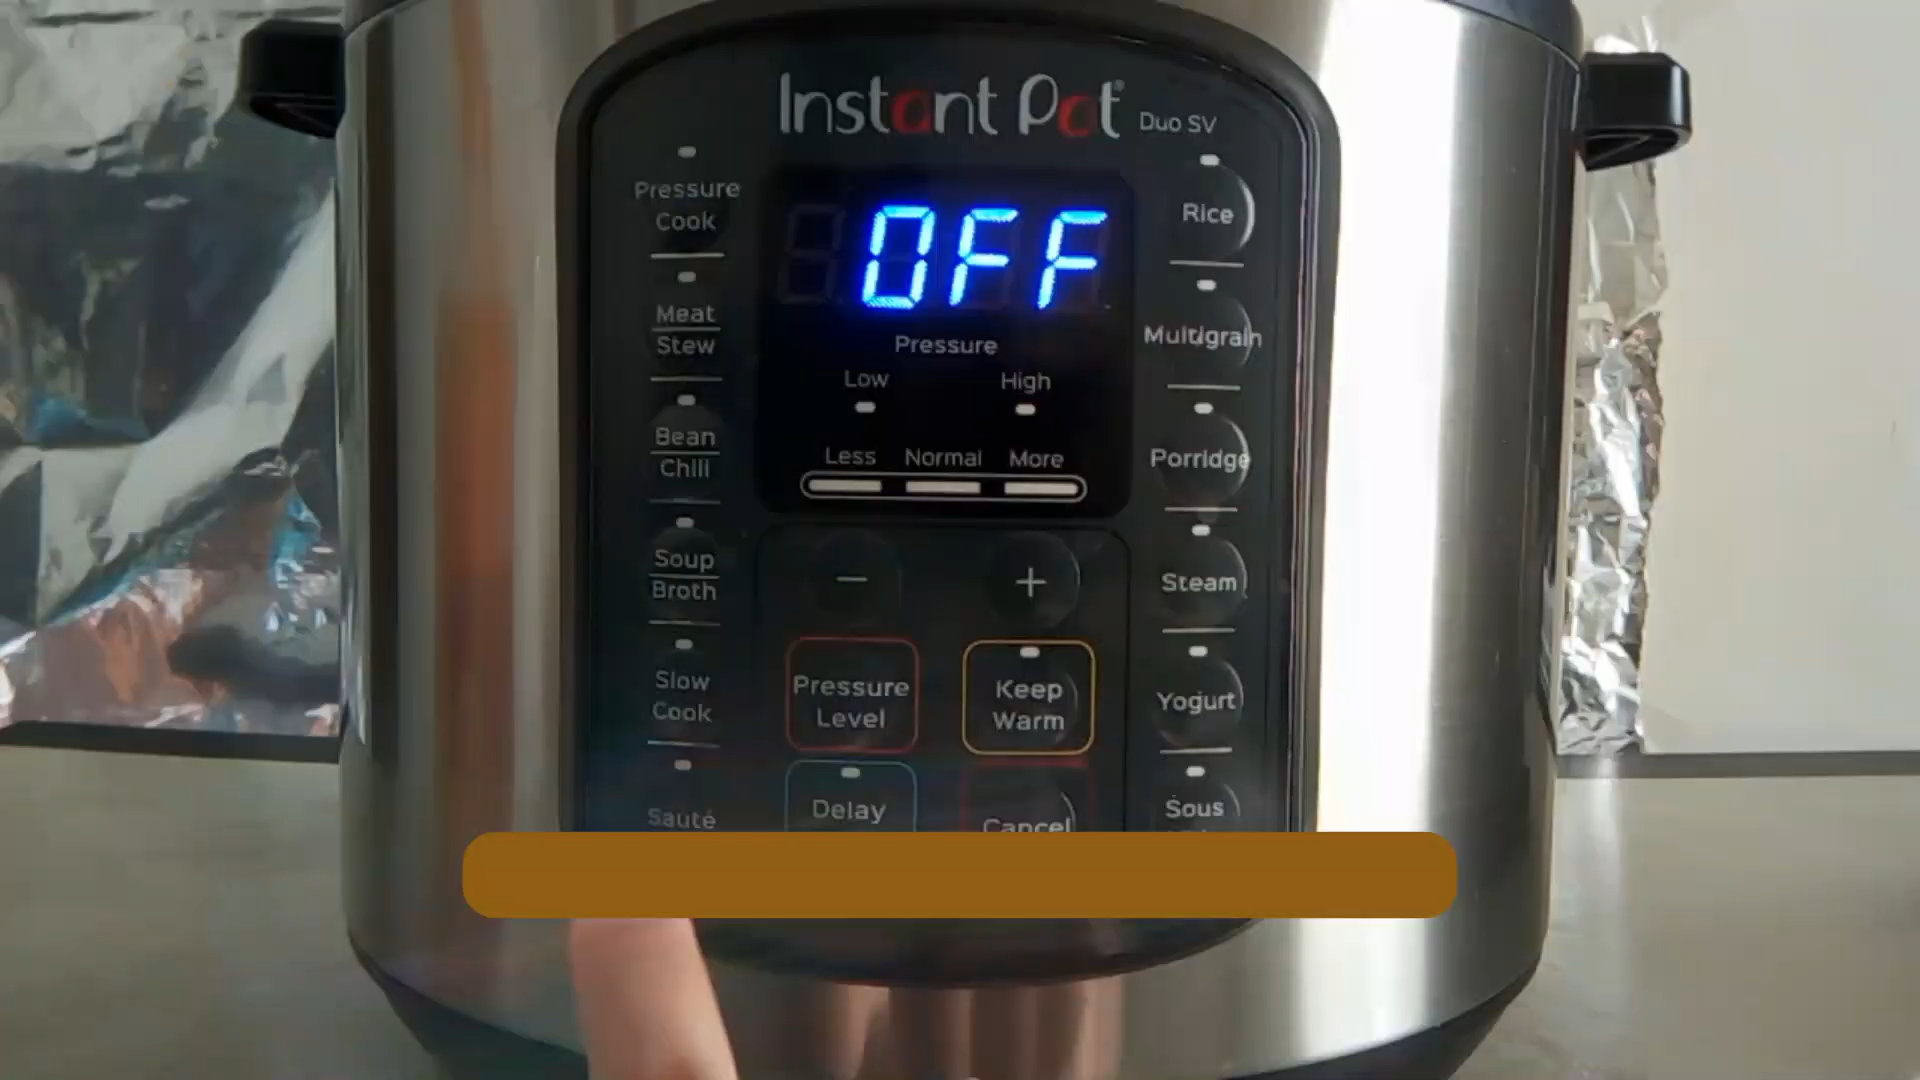 Instant Pot® Duo SV
OFF
Pressure
Low High
Less Normal More
Pressure
Cook
Meat
Stew
Bean
Chili
Soup
Broth
Slow
Cook
Sauté
− +
Pressure
Level
Keep
Warm
Delay
Cancel
Rice
Multigrain
Porridge
Steam
Yogurt
Sous